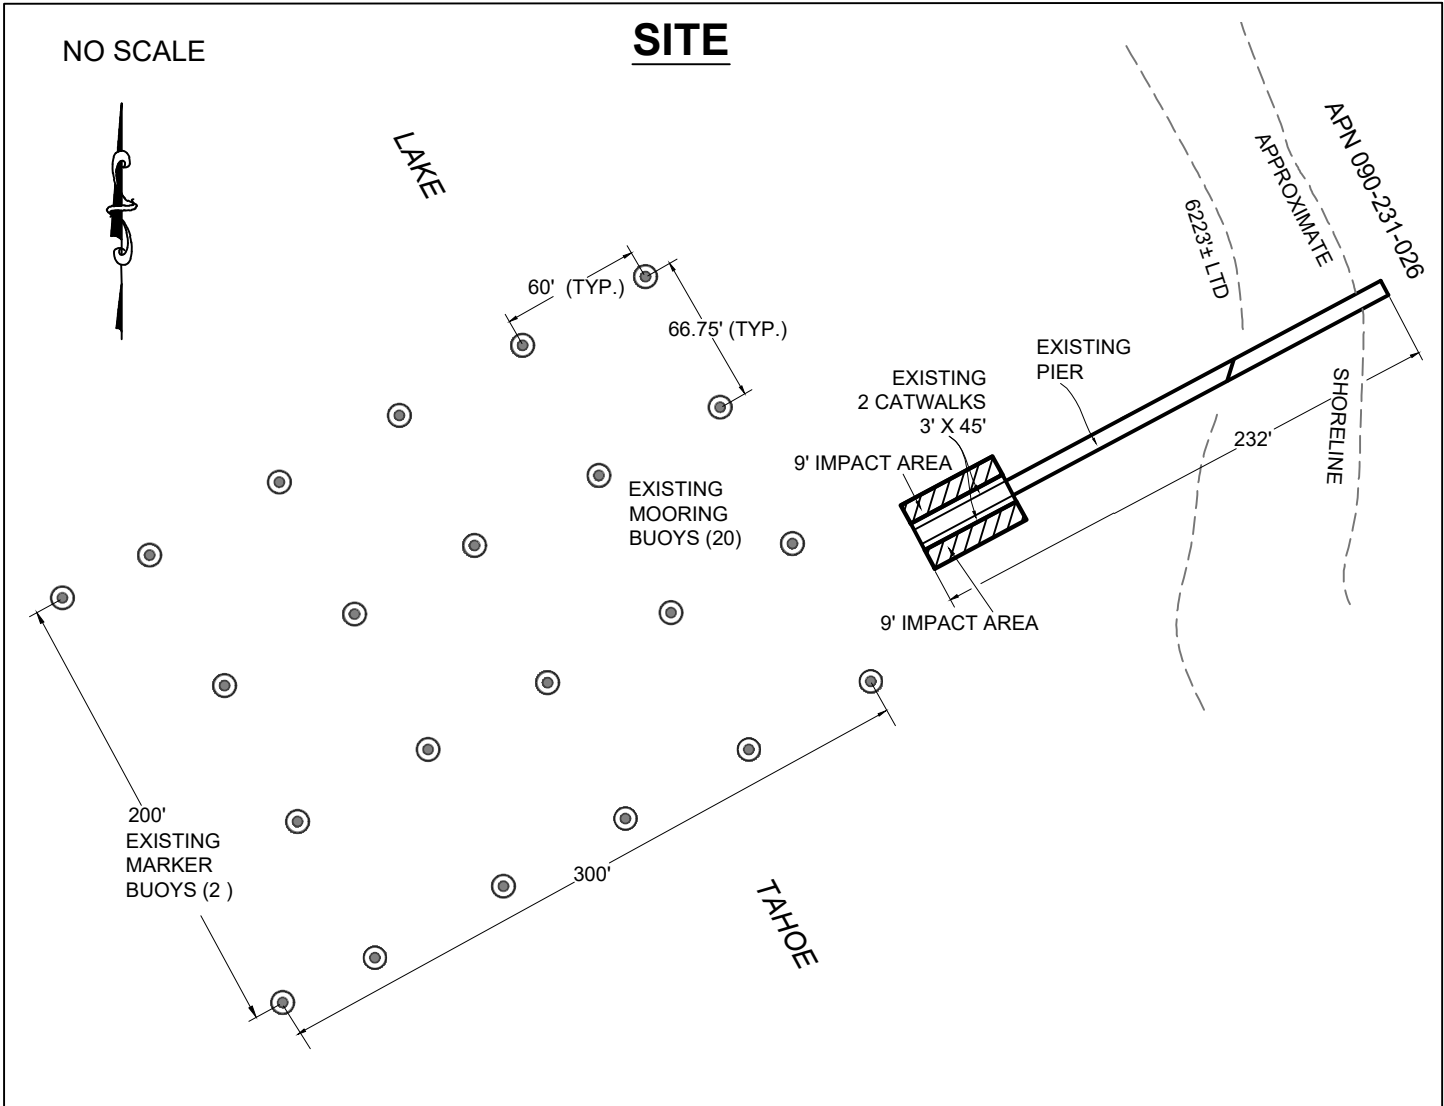 NO SCALE
SITE
LAKE
60' (TYP.)
66.75' (TYP.)
APN 090-231-026
APPROXIMATE
6223'± LTD
EXISTING
PIER
EXISTING
2 CATWALKS
3' X 45'
SHORELINE
232'
9' IMPACT AREA
EXISTING
MOORING
BUOYS (20)
9' IMPACT AREA
200'
EXISTING
MARKER
BUOYS (2 )
300'
TAHOE